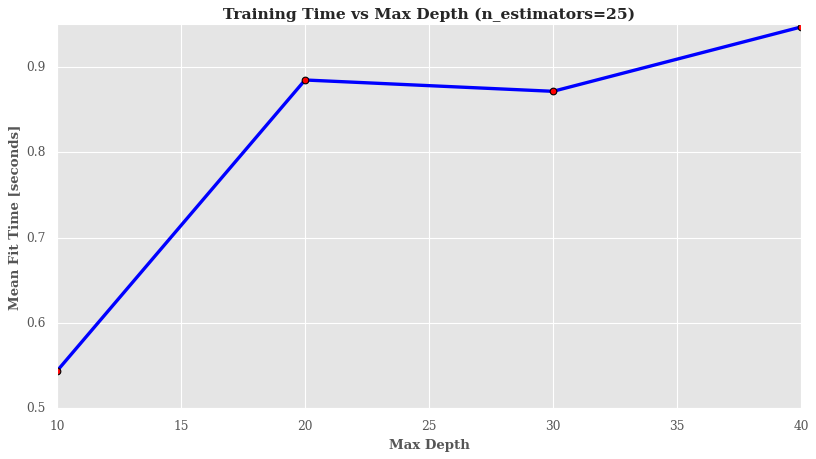 Training Time vs Max Depth (n_estimators=25)
Mean Fit Time [seconds]
0.9
0.8
0.7
0.6
0.5
10 15 20 25 30 35 40
Max Depth